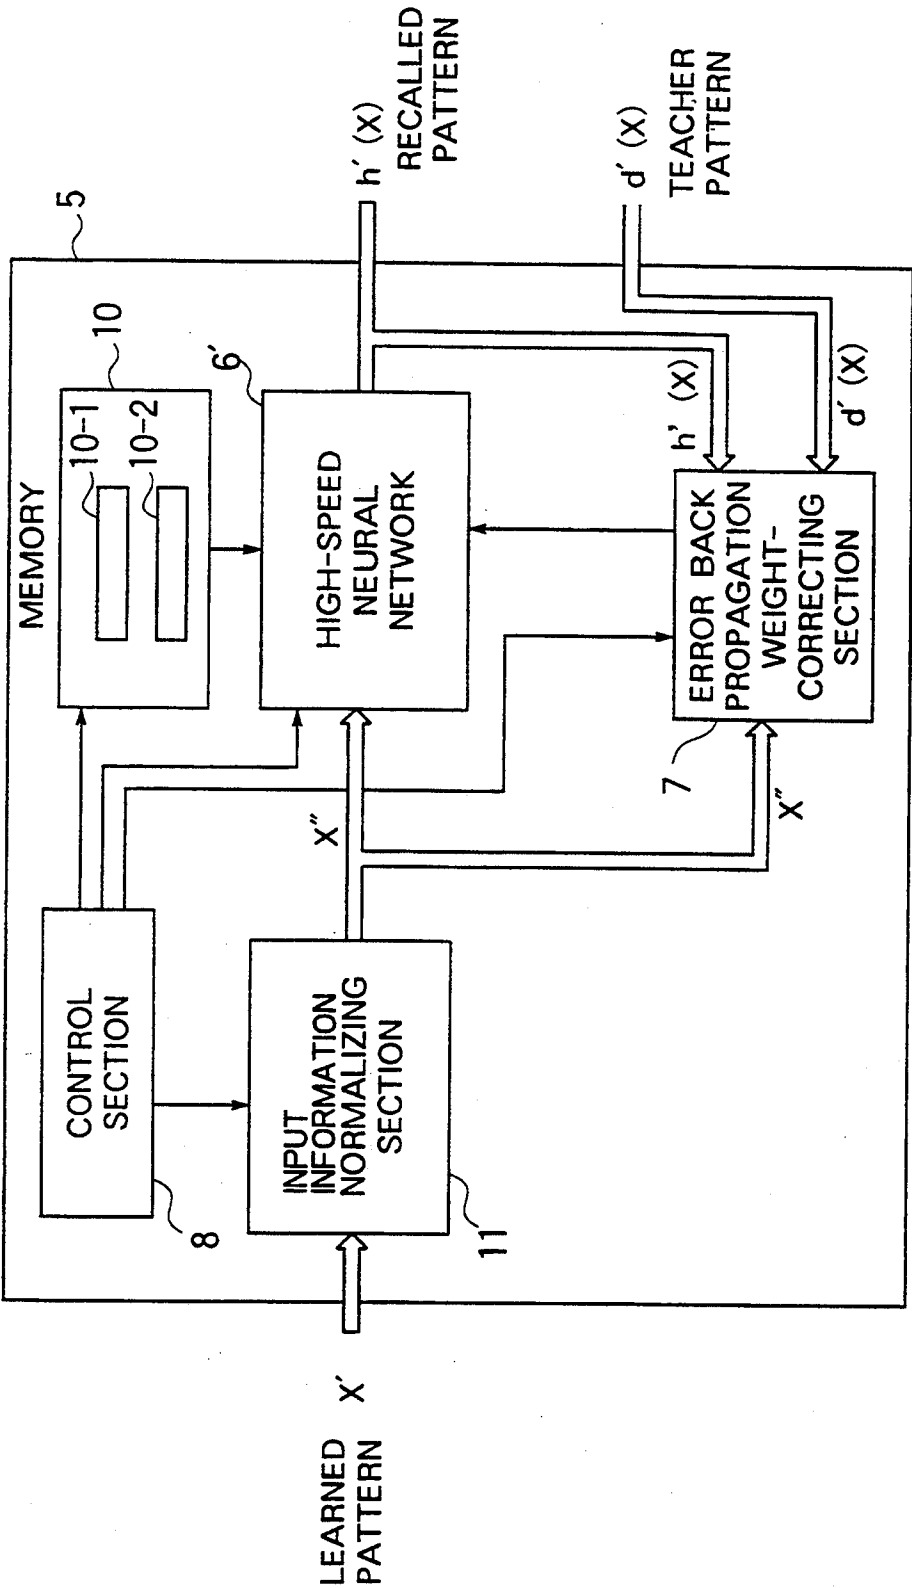 5
MEMORY
10
10-1
10-2
CONTROL
SECTION
8
6′
HIGH-SPEED
NEURAL
NETWORK
h′ (X)
RECALLED
PATTERN
LEARNED
PATTERN
X′
INPUT
INFORMATION
NORMALIZING
SECTION
11
X″
X″
7
ERROR BACK
PROPAGATION
WEIGHT-
CORRECTING
SECTION
h' (X)
d′ (X)
d′ (X)
TEACHER
PATTERN